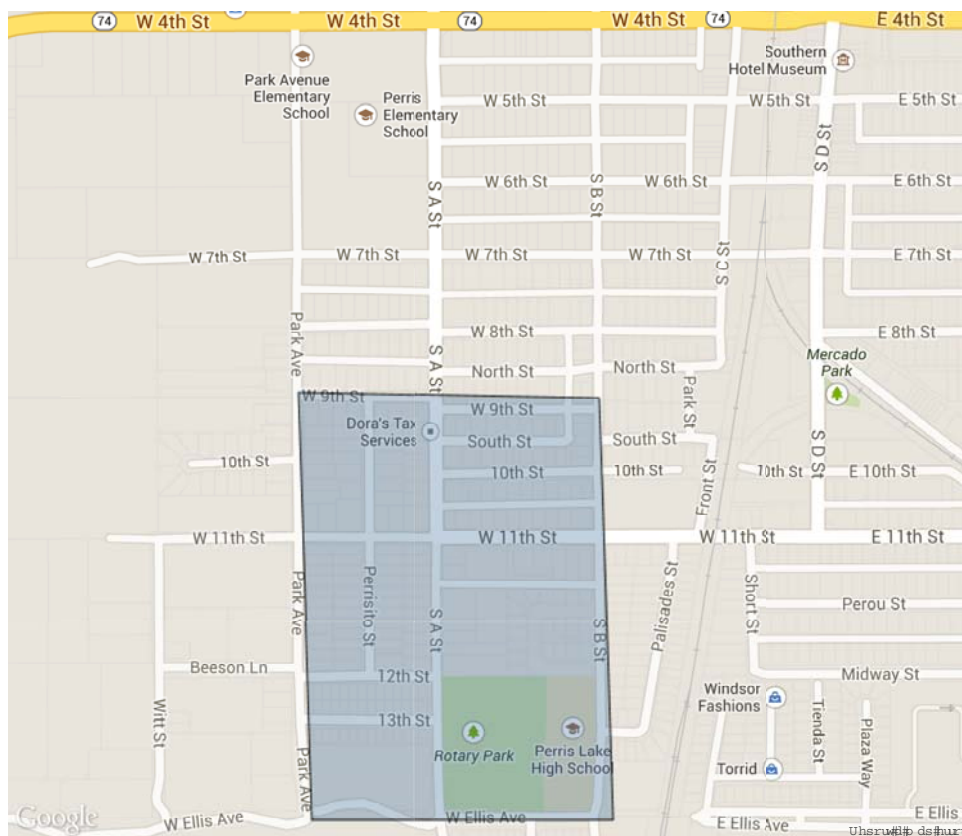 74 W 4th St W 4th St 74 W 4th St 74 E 4th St
Park Avenue
Elementary
School
Perris
Elementary
School
Southern
Hotel Museum
W 5th St W 5th St E 5th St
S D St
W 6th St W 6th St E 6th St
S A St
S B St
W 7th St W 7th St W 7th St W 7th St E 7th St
S C St
Park Ave
W 8th St E 8th St
S A St
North St North St
Mercado
Park
Park St
W 9th St W 9th St
Dora's Tax
Services
South St South St
S D St
10th St 10th St 10th St 10th St E 10th St
Front St
W 11th St W 11th St W 11th St E 11th St
Park Ave
Perrisito St
S A St
S B St
Palisades St
Short St
Perou St
Beeson Ln 12th St Midway St
Witt St
13th St
Windsor
Fashions
Tienda St
Plaza Way
Rotary Park
Perris Lake
High School
Torrid
Park Ave
Google
W Ellis Ave W Ellis Ave E Ellis Ave E Ellis